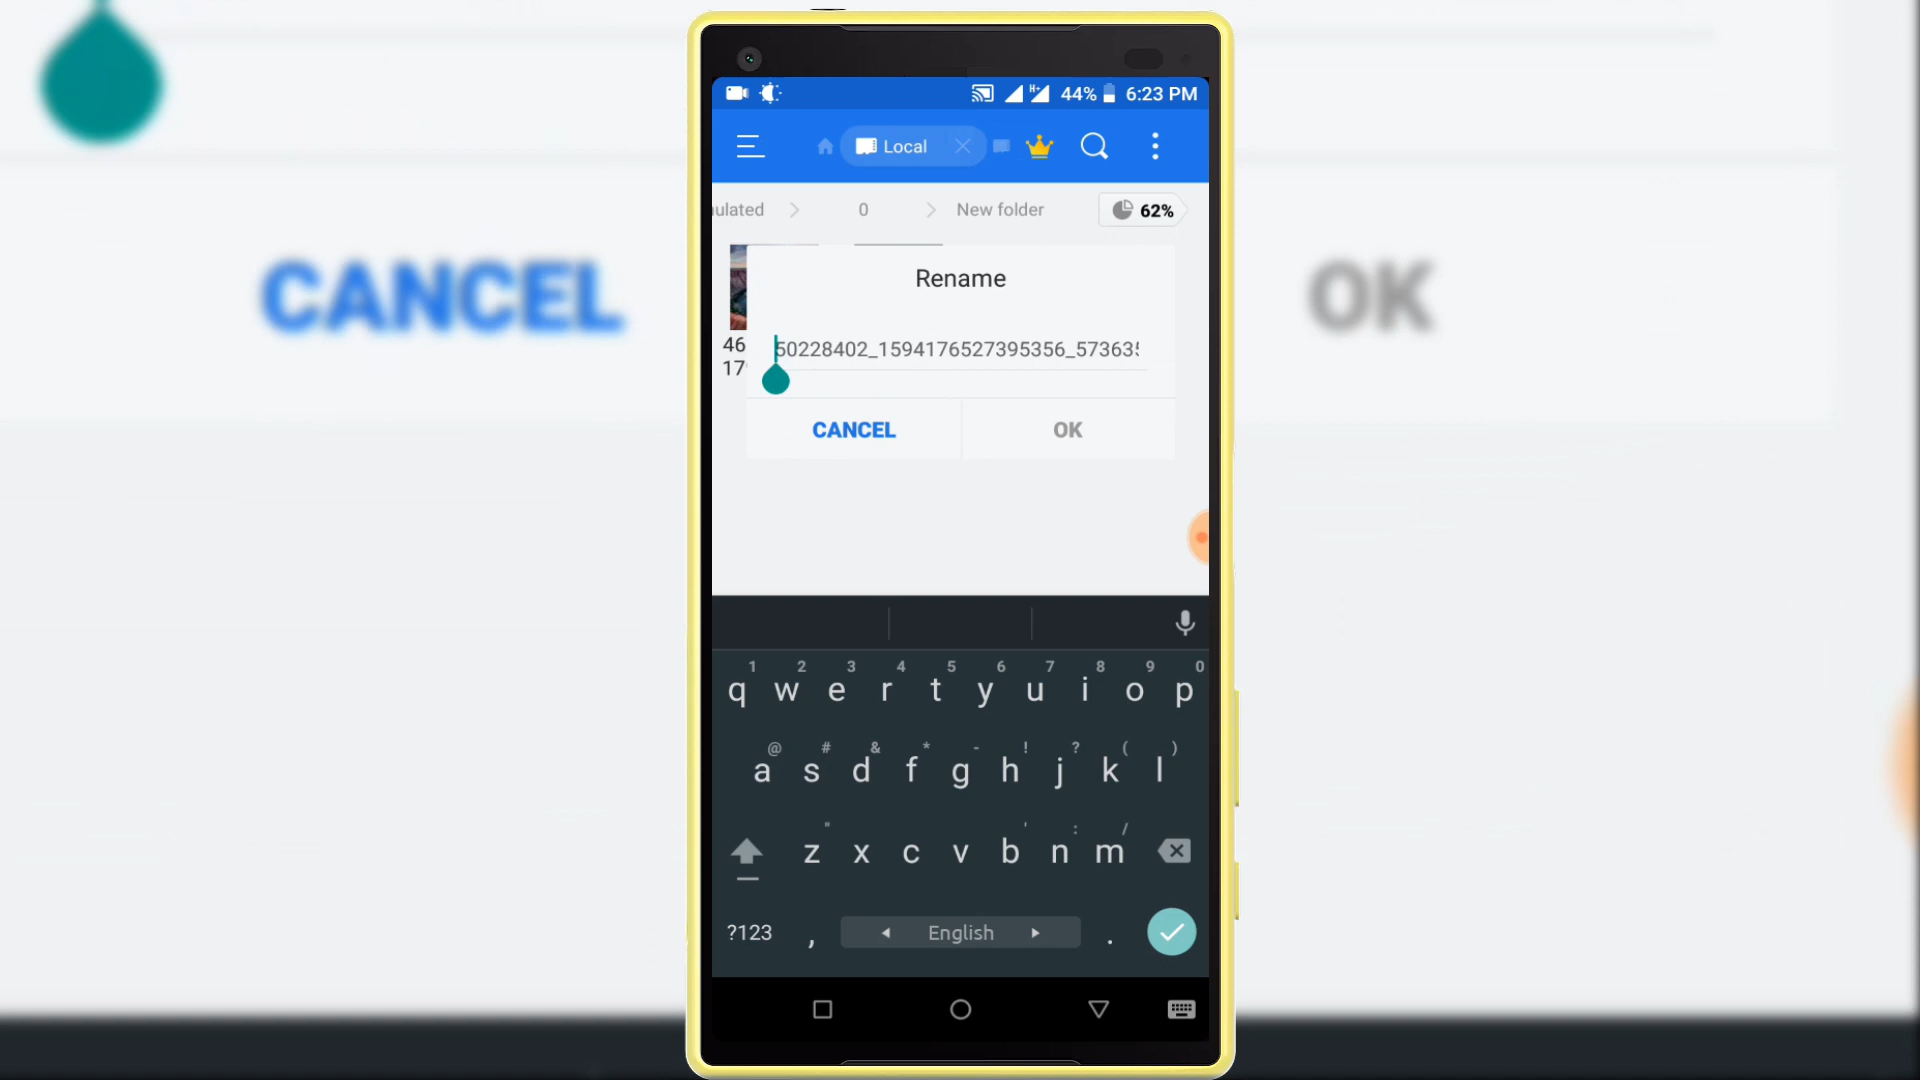 H+ 44% 6:23 PM
Local
ulated 0 New folder 62%
Rename
46
17
50228402_1594176527395356_57363
CANCEL OK
CANCEL OK
1 2 3 4 5 6 7 8 9 0
q w e r t y u i o p
@ # & * - ! ? ( )
a s d f g h j k l
" ' : /
z x c v b n m
?123 , English .